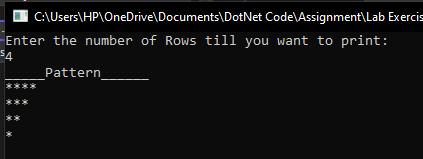 C:\Users\HP\OneDrive\Documents\DotNet Code\Assignment\Lab Exercis
Enter the number of Rows till you want to print:
4
_____Pattern______
****
***
**
*